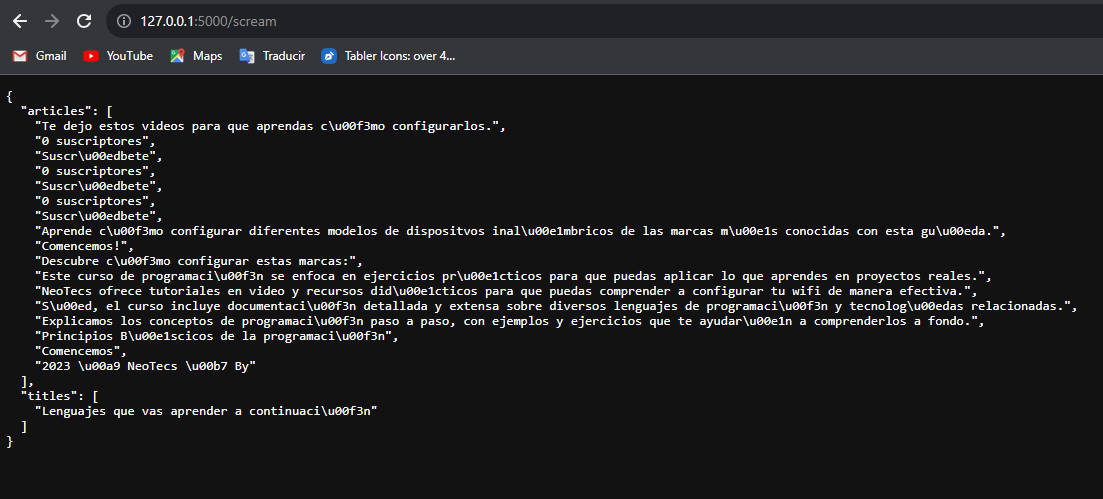 127.0.0.1:5000/scream
Gmail YouTube Maps Traducir Tabler Icons: over 4...
{
"articles": [
"Te dejo estos videos para que aprendas c\u00f3mo configurarlos.",
"0 suscriptores",
"Suscr\u00edbete",
"0 suscriptores",
"Suscr\u00edbete",
"0 suscriptores",
"Suscr\u00edbete",
"Aprende c\u00f3mo configurar diferentes modelos de dispositvos inal\u00e1mbricos de las marcas m\u00e1s conocidas con esta gu\u00eda.",
"Comencemos!",
"Descubre c\u00f3mo configurar estas marcas:",
"Este curso de programaci\u00f3n se enfoca en ejercicios pr\u00e1cticos para que puedas aplicar lo que aprendes en proyectos reales.",
"NeoTecs ofrece tutoriales en video y recursos did\u00e1cticos para que puedas comprender a configurar tu wifi de manera efectiva.",
"S\u00ed, el curso incluye documentaci\u00f3n detallada y extensa sobre diversos lenguajes de programaci\u00f3n y tecnolog\u00edas relacionadas.",
"Explicamos los conceptos de programaci\u00f3n paso a paso, con ejemplos y ejercicios que te ayudar\u00e1n a comprenderlos a fondo.",
"Principios B\u00e1scicos de la programaci\u00f3n",
"Comencemos",
"2023 \u00a9 NeoTecs \u00b7 By"
],
"titles": [
"Lenguajes que vas aprender a continuaci\u00f3n"
]
}